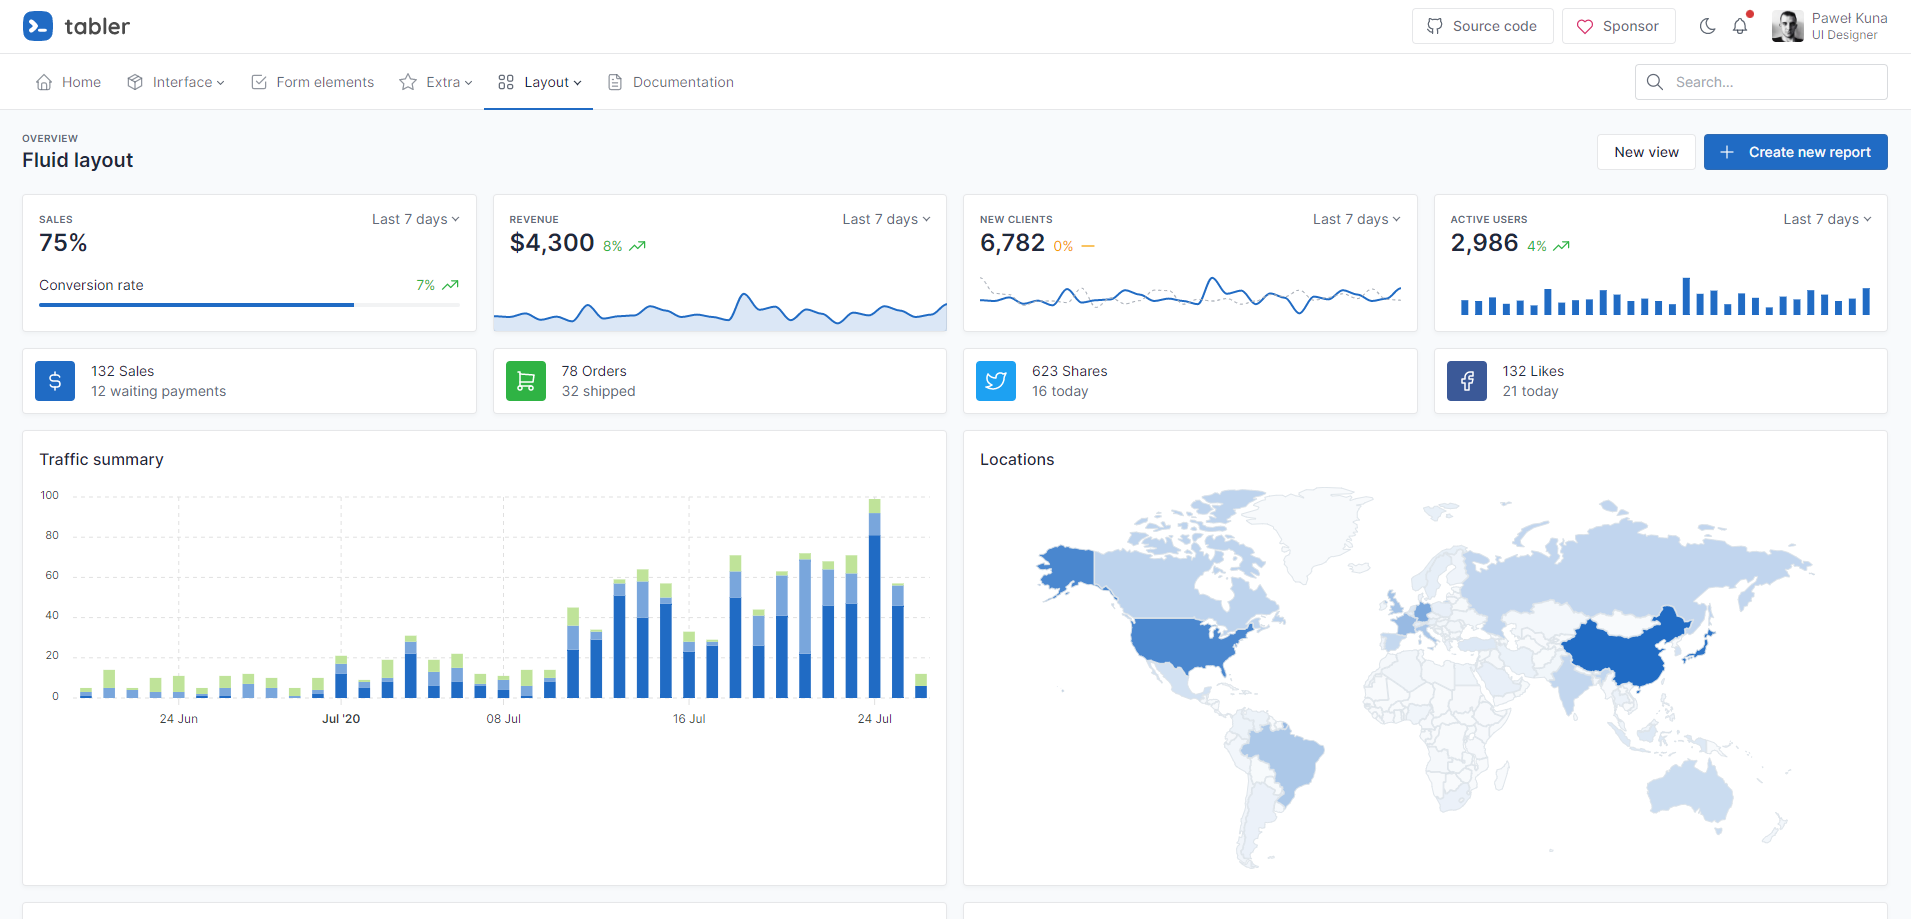 tabler
Source code
Sponsor
Paweł Kuna
UI Designer
Home
Interface
Form elements
Extra
Layout
Documentation
Search...
OVERVIEW
Fluid layout
New view
Create new report
SALES
Last 7 days
75%
Conversion rate
7%
REVENUE
Last 7 days
$4,300 8%
NEW CLIENTS
Last 7 days
6,782 0%
ACTIVE USERS
Last 7 days
2,986 4%
132 Sales
12 waiting payments
78 Orders
32 shipped
623 Shares
16 today
132 Likes
21 today
Traffic summary
100
80
60
40
20
0
24 Jun
Jul '20
08 Jul
16 Jul
24 Jul
Locations